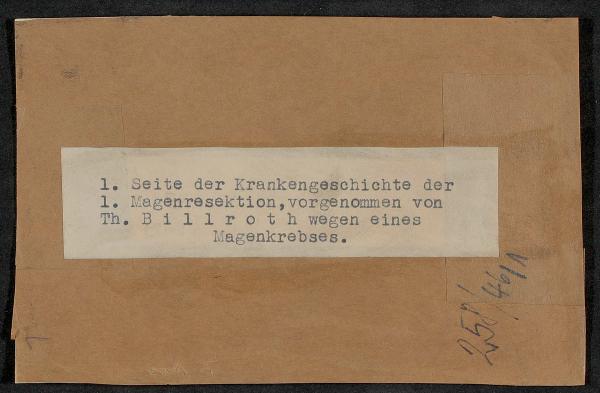 1. Seite der Krankengeschichte der
1. Magenresektion,vorgenommen von
Th. B i l l r o t h wegen eines
Magenkrebses.